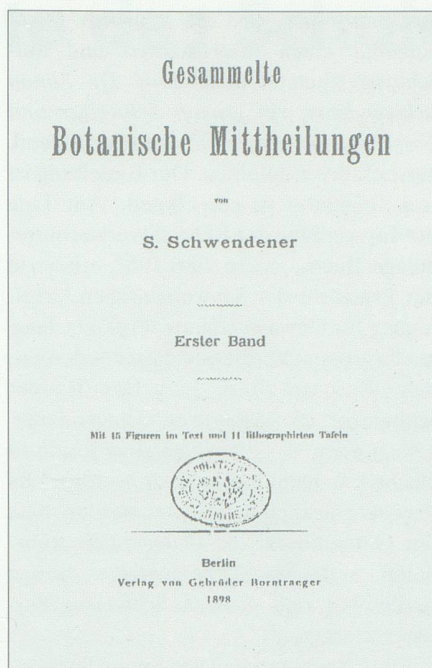 Gesammelte
Botanische Mittheilungen
von
S. Schwendener
Erster Band
Mit 15 Figuren im Text und 11 lithographirten Tafeln
Berlin
Verlag von Gebrüder Borntraeger
1898